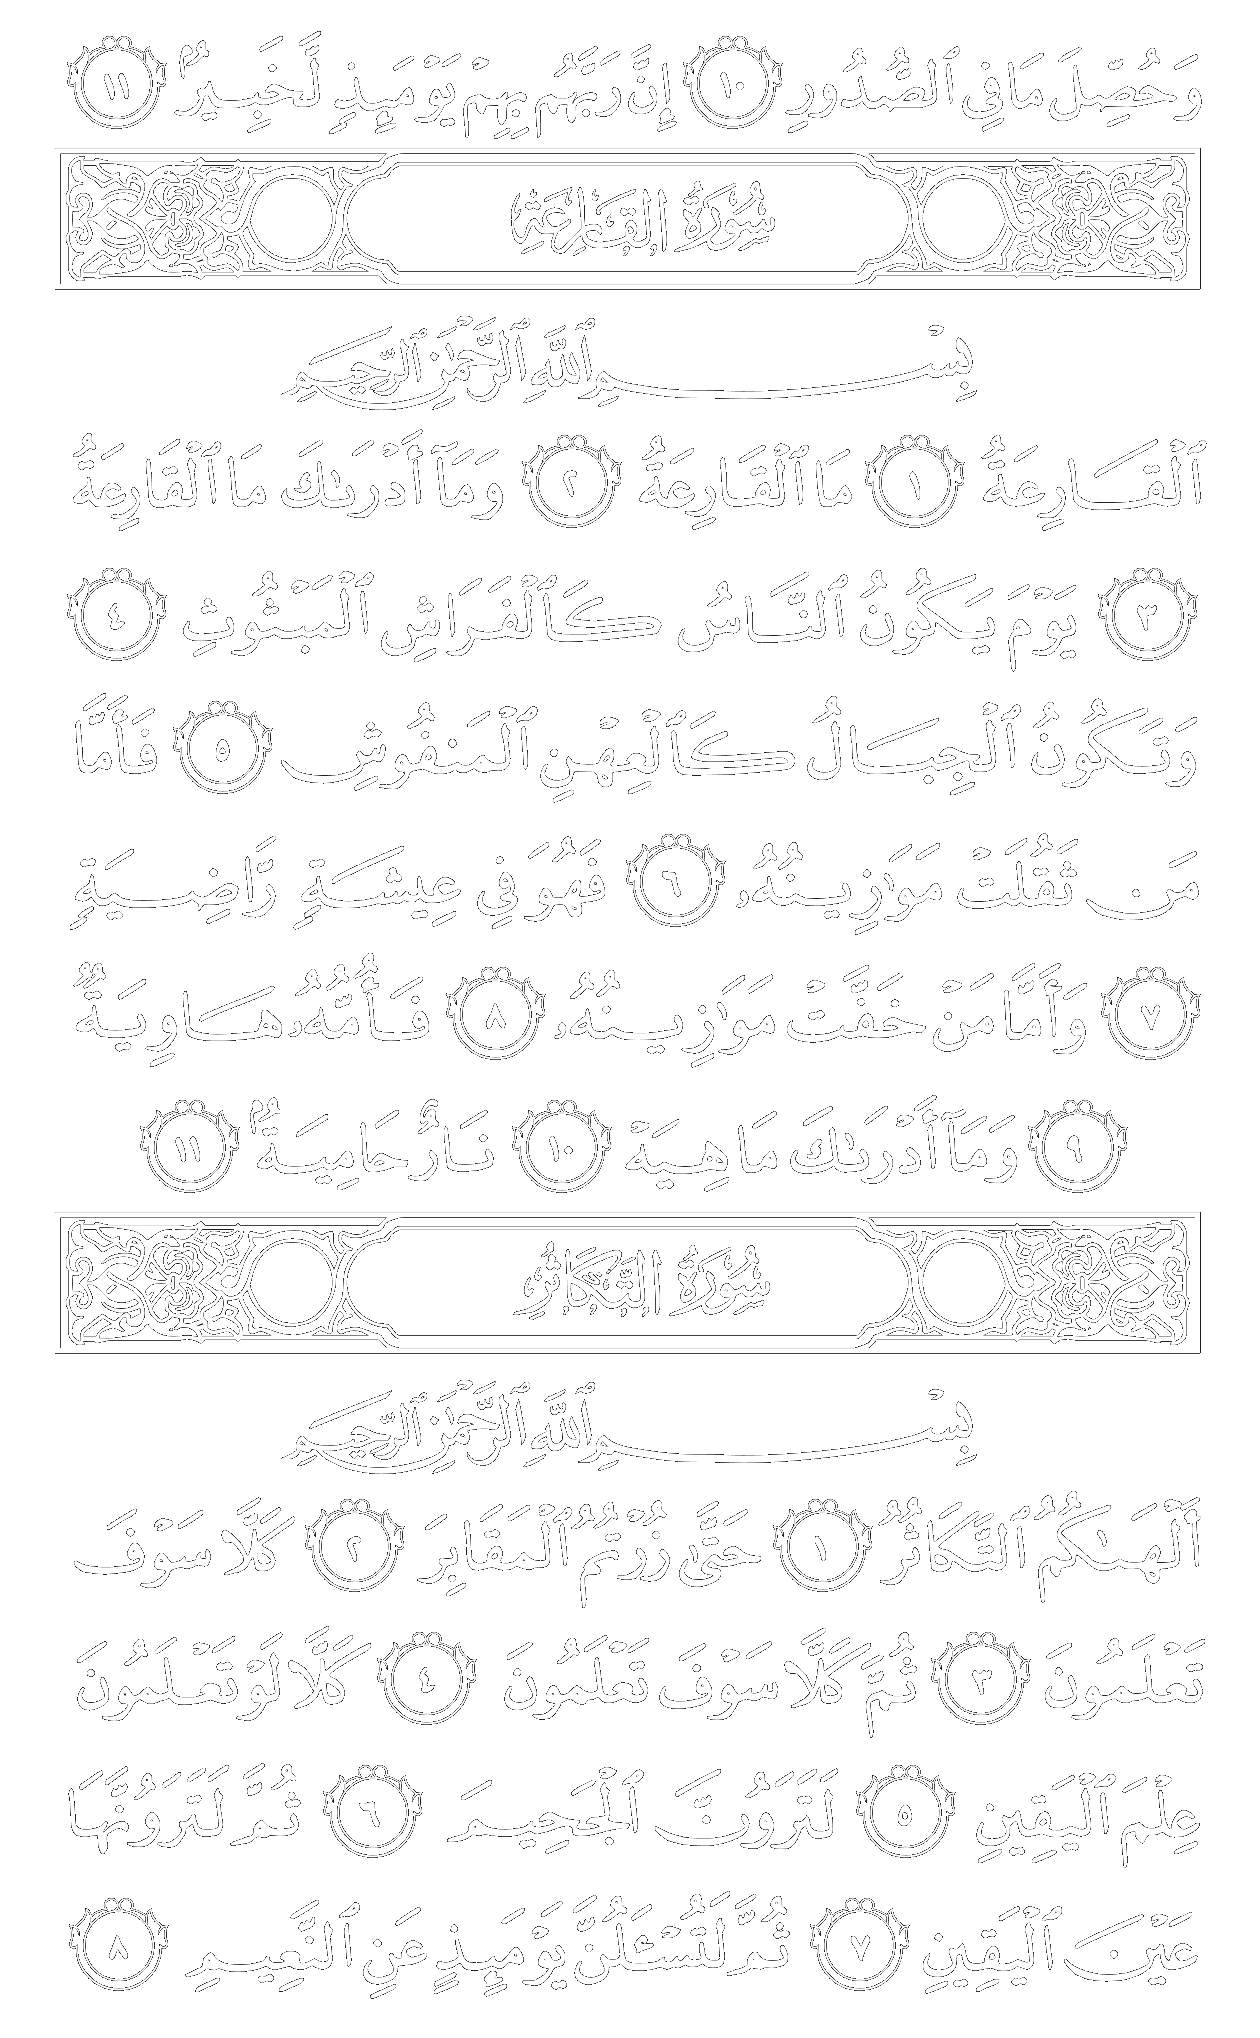 وَحُصِّلَ مَا فِى ٱلصُّدُورِ ١٠ إِنَّ رَبَّهُم بِهِمْ يَوْمَئِذٍ لَّخَبِيرٌۢ ١١
سُورَةُ القَارِعَةِ
بِسْمِ ٱللَّهِ ٱلرَّحْمَٰنِ ٱلرَّحِيمِ
ٱلْقَارِعَةُ ١ مَا ٱلْقَارِعَةُ ٢ وَمَآ أَدْرَىٰكَ مَا ٱلْقَارِعَةُ
٣ يَوْمَ يَكُونُ ٱلنَّاسُ كَٱلْفَرَاشِ ٱلْمَبْثُوثِ ٤
وَتَكُونُ ٱلْجِبَالُ كَٱلْعِهْنِ ٱلْمَنفُوشِ ٥ فَأَمَّا
مَن ثَقُلَتْ مَوَٰزِينُهُۥ ٦ فَهُوَ فِى عِيشَةٍ رَّاضِيَةٍ
٧ وَأَمَّا مَنْ خَفَّتْ مَوَٰزِينُهُۥ ٨ فَأُمُّهُۥ هَاوِيَةٌ
٩ وَمَآ أَدْرَىٰكَ مَا هِيَهْ ١٠ نَارٌ حَامِيَةٌۢ ١١
سُورَةُ التَّكَاثُرِ
بِسْمِ ٱللَّهِ ٱلرَّحْمَٰنِ ٱلرَّحِيمِ
أَلْهَىٰكُمُ ٱلتَّكَاثُرُ ١ حَتَّىٰ زُرْتُمُ ٱلْمَقَابِرَ ٢ كَلَّا سَوْفَ
تَعْلَمُونَ ٣ ثُمَّ كَلَّا سَوْفَ تَعْلَمُونَ ٤ كَلَّا لَوْ تَعْلَمُونَ
عِلْمَ ٱلْيَقِينِ ٥ لَتَرَوُنَّ ٱلْجَحِيمَ ٦ ثُمَّ لَتَرَوُنَّهَا
عَيْنَ ٱلْيَقِينِ ٧ ثُمَّ لَتُسْـَٔلُنَّ يَوْمَئِذٍ عَنِ ٱلنَّعِيمِ ٨